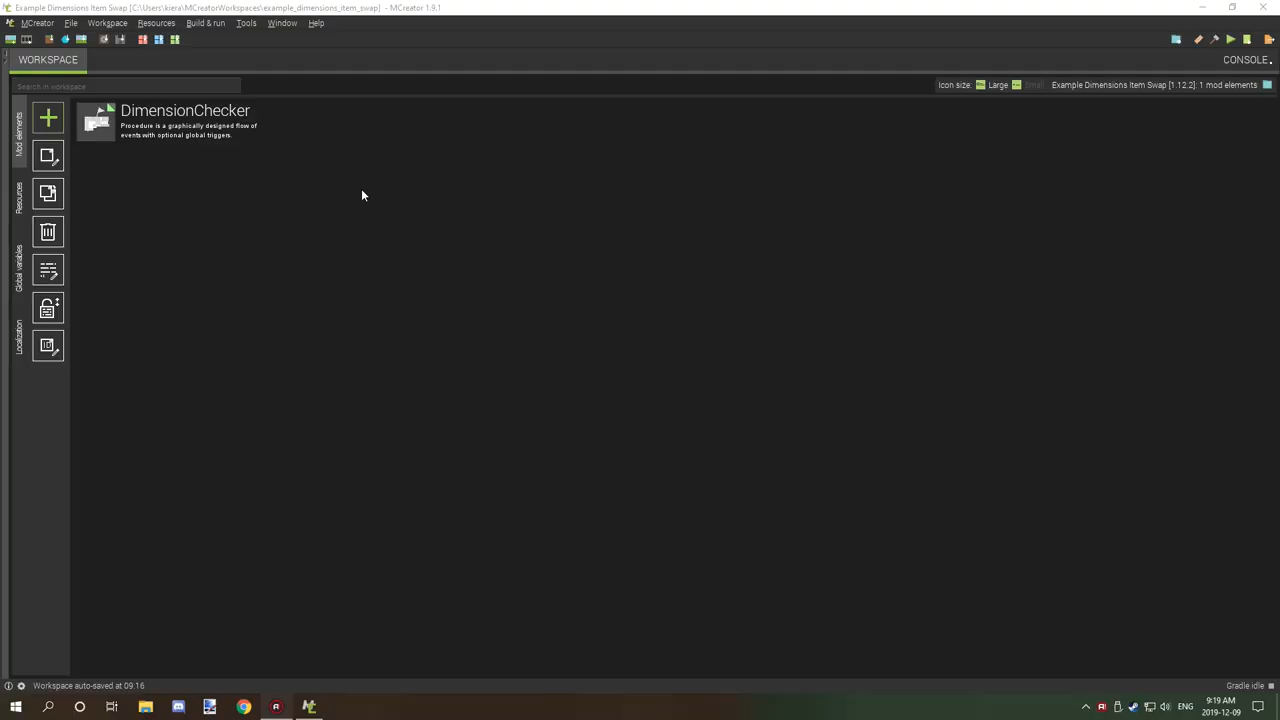 Example Dimensions Item Swap [C:\Users\kiera\MCreatorWorkspaces\example_dimensions_item_swap] - MCreator 1.9.1
MCreator File Workspace Resources Build & run Tools Window Help
WORKSPACE
CONSOLE
Search in workspace
Icon size: Large Small Example Dimensions Item Swap [1.12.2]: 1 mod elements
DimensionChecker
Procedure is a graphically designed flow of
events with optional global triggers.
Mod elements
Resources
Global variables
Localization
Workspace auto-saved at 09:16
Gradle idle
ENG
9:19 AM
2019-12-09